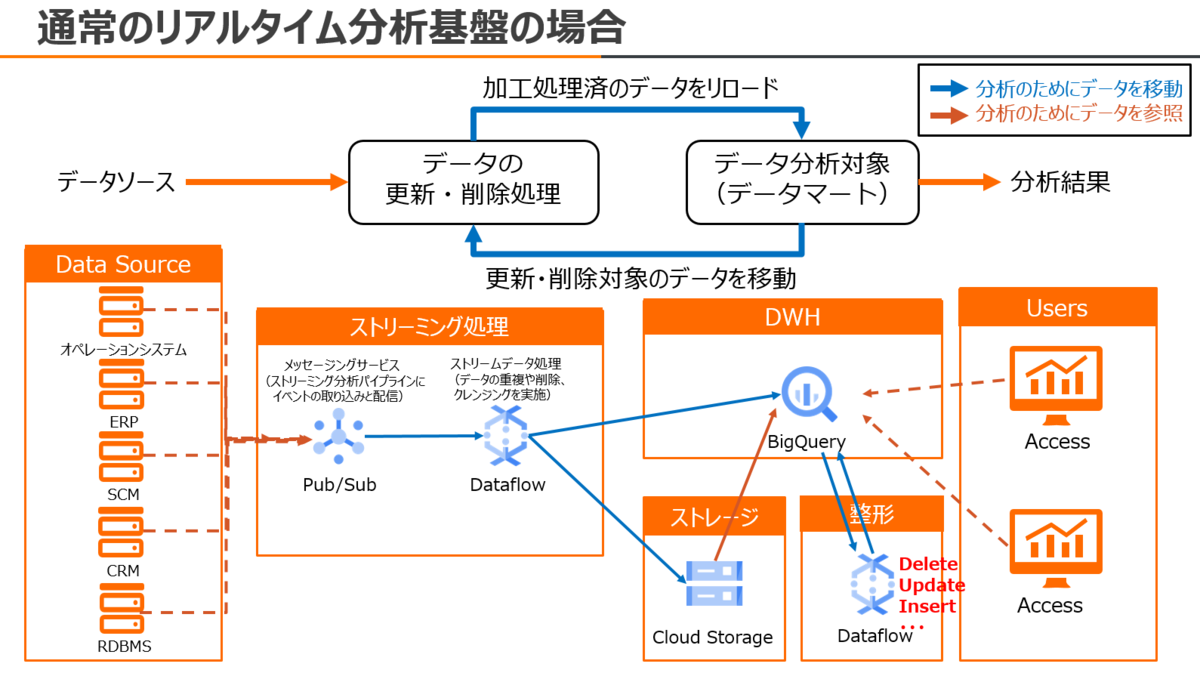 通常のリアルタイム分析基盤の場合
加工処理済のデータをリロード
分析のためにデータを移動
分析のためにデータを参照
データソース
データの
更新・削除処理
データ分析対象
（データマート）
分析結果
更新・削除対象のデータを移動
Data Source
オペレーションシステム
ERP
SCM
CRM
RDBMS
ストリーミング処理
メッセージングサービス
（ストリーミング分析パイプラインに
イベントの取り込みと配信）
Pub/Sub
ストリームデータ処理
（データの重複や削除、
クレンジングを実施）
Dataflow
DWH
BigQuery
ストレージ
Cloud Storage
整形
Delete
Update
Insert
・・・
Dataflow
Users
Access
Access